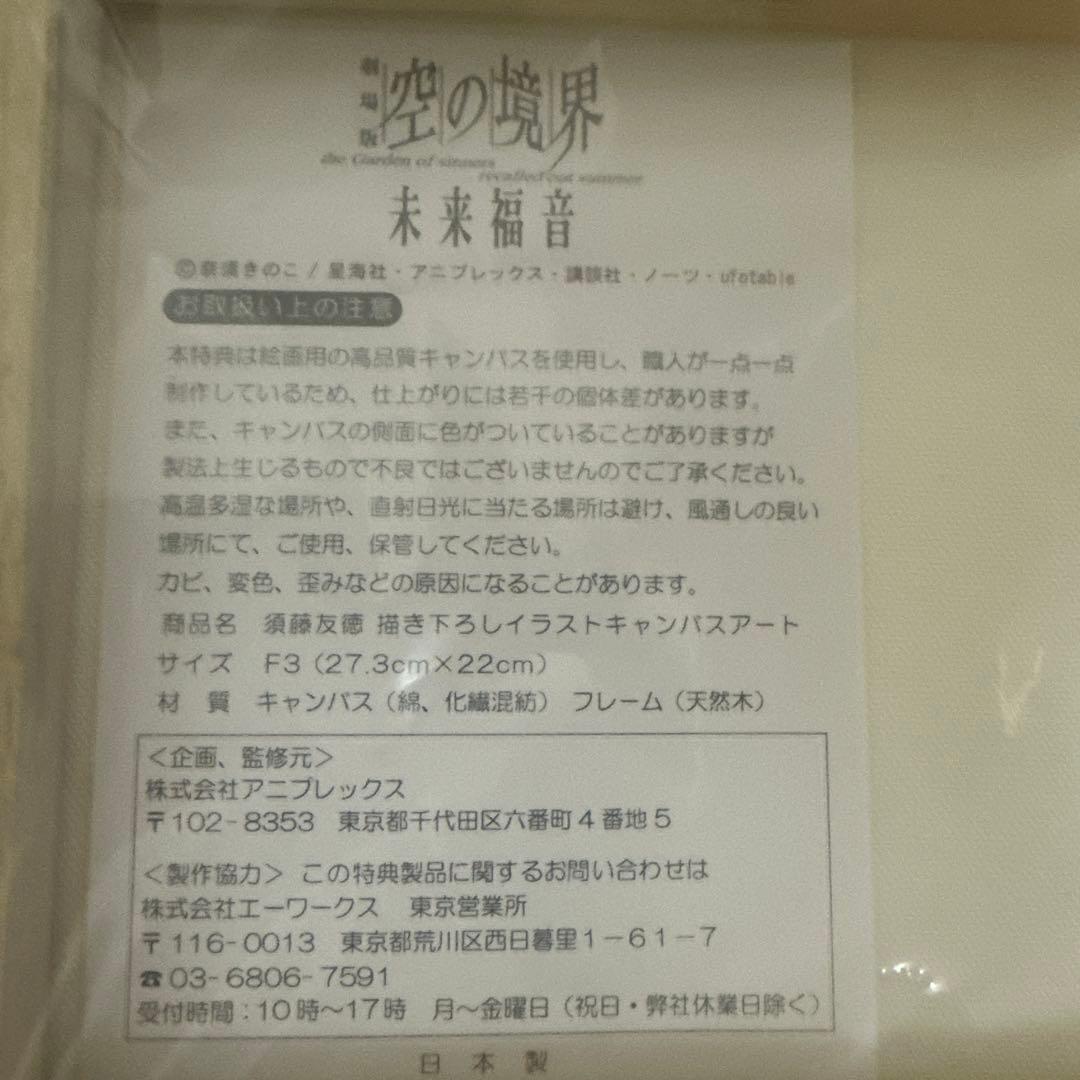 劇場版 空の境界
the Garden of sinners
recalled out summer
未来福音
©奈須きのこ / 星海社・アニプレックス・講談社・ノーツ・ufotable
お取扱い上の注意
本特典は絵画用の高品質キャンバスを使用し、職人が一点一点
制作しているため、仕上がりには若干の個体差があります。
また、キャンバスの側面に色がついていることがありますが
製法上生じるもので不良ではございませんのでご了承ください。
高温多湿な場所や、直射日光に当たる場所は避け、風通しの良い
場所にて、ご使用、保管してください。
カビ、変色、歪みなどの原因になることがあります。
商品名 須藤友徳 描き下ろしイラストキャンバスアート
サイズ F3（27.3cm×22cm）
材 質 キャンバス（綿、化繊混紡） フレーム（天然木）
＜企画、監修元＞
株式会社アニプレックス
〒102-8353 東京都千代田区六番町4番地5
＜製作協力＞ この特典製品に関するお問い合わせは
株式会社エーワークス 東京営業所
〒116-0013 東京都荒川区西日暮里1－61－7
☎03-6806-7591
受付時間：10時～17時 月～金曜日（祝日・弊社休業日除く）
日本製